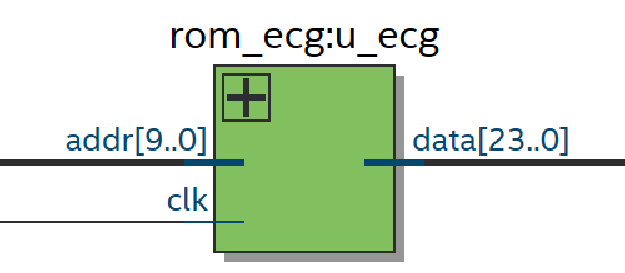 rom_ecg:u_ecg
addr[9..0]
data[23..0]
clk